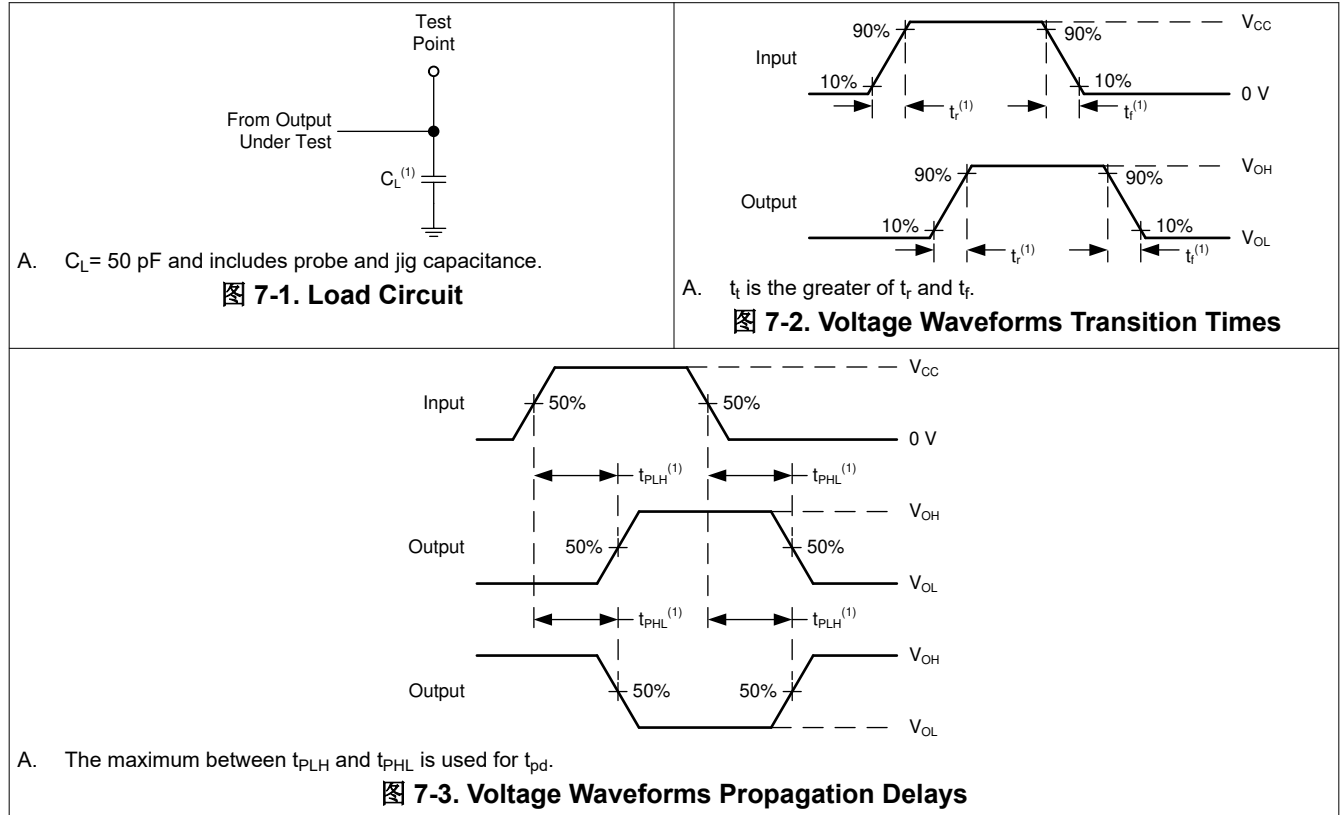 Test
Point
From Output
Under Test
C_L^(1)
A. C_L= 50 pF and includes probe and jig capacitance.
图 7-1. Load Circuit
V_CC
90% 90%
Input
10% 10%
0 V
t_r^(1) t_f^(1)
V_OH
90% 90%
Output
10% 10%
V_OL
t_r^(1) t_f^(1)
A. t_t is the greater of t_r and t_f.
图 7-2. Voltage Waveforms Transition Times
V_CC
Input 50% 50%
0 V
t_PLH^(1) t_PHL^(1)
V_OH
Output 50% 50%
V_OL
t_PHL^(1) t_PLH^(1)
V_OH
Output 50% 50%
V_OL
A. The maximum between t_PLH and t_PHL is used for t_pd.
图 7-3. Voltage Waveforms Propagation Delays